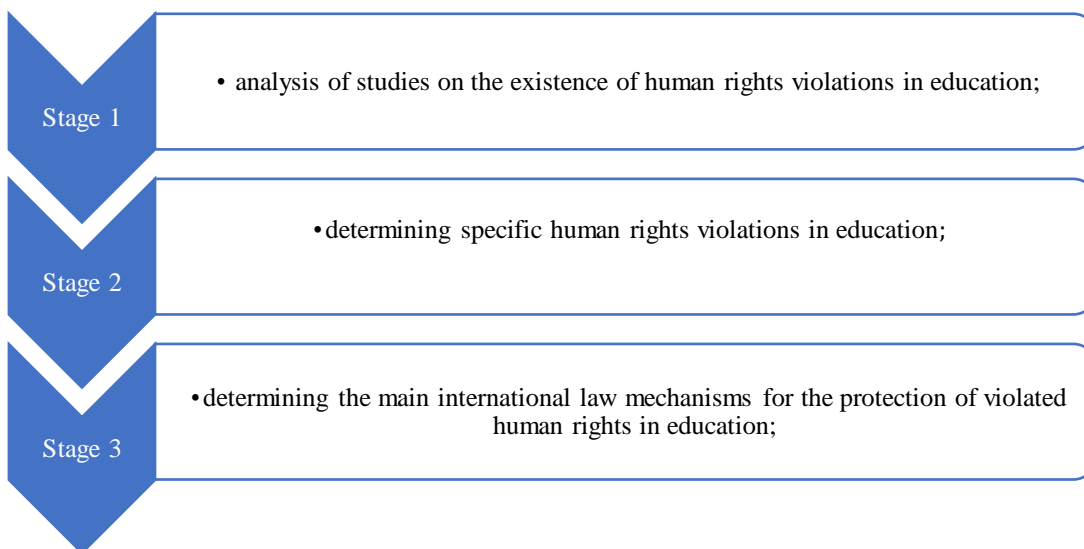 Stage 1
• analysis of studies on the existence of human rights violations in education;
Stage 2
•determining specific human rights violations in education;
Stage 3
•determining the main international law mechanisms for the protection of violated
human rights in education;